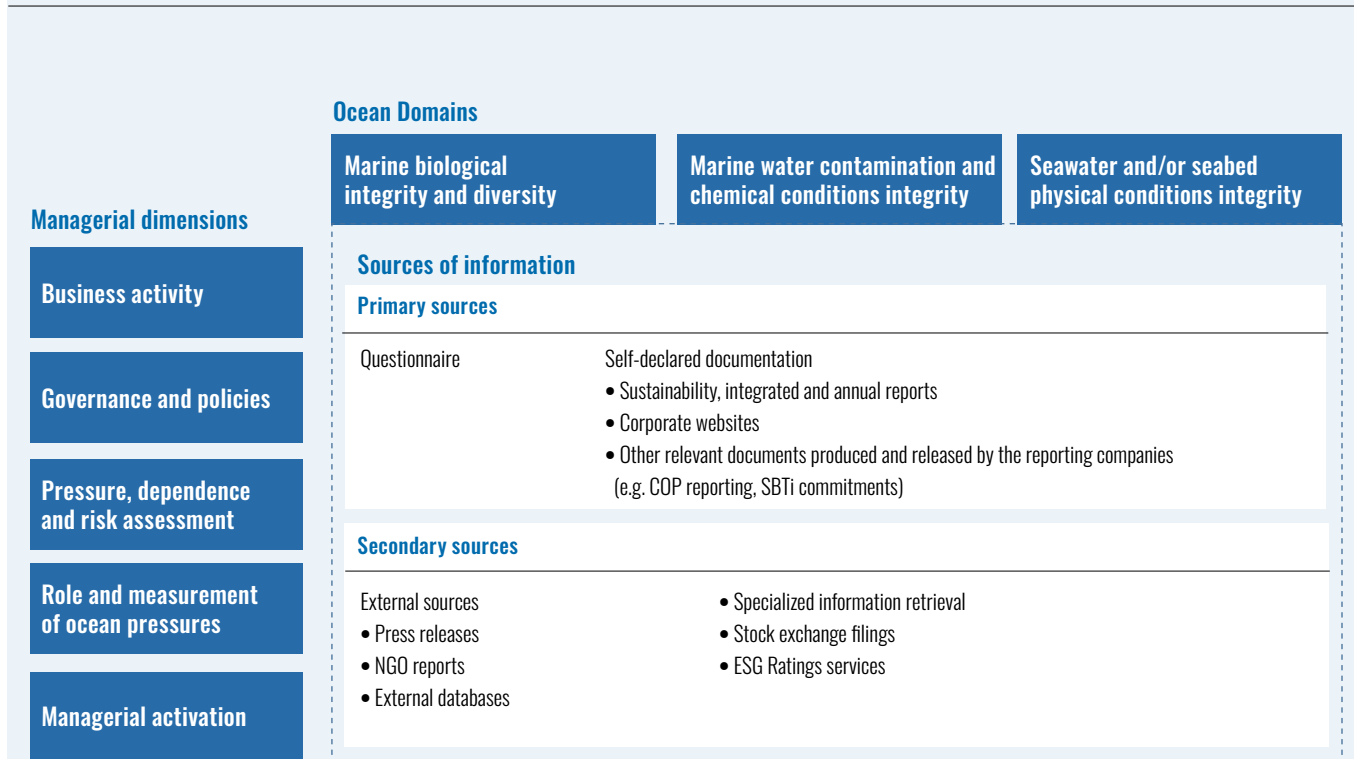 Ocean Domains
Marine biological
integrity and diversity
Marine water contamination and
chemical conditions integrity
Seawater and/or seabed
physical conditions integrity
Managerial dimensions
Business activity
Governance and policies
Pressure, dependence
and risk assessment
Role and measurement
of ocean pressures
Managerial activation
Sources of information
Primary sources
Questionnaire
Self-declared documentation
• Sustainability, integrated and annual reports
• Corporate websites
• Other relevant documents produced and released by the reporting companies
(e.g. COP reporting, SBTi commitments)
Secondary sources
External sources
• Press releases
• NGO reports
• External databases
• Specialized information retrieval
• Stock exchange filings
• ESG Ratings services